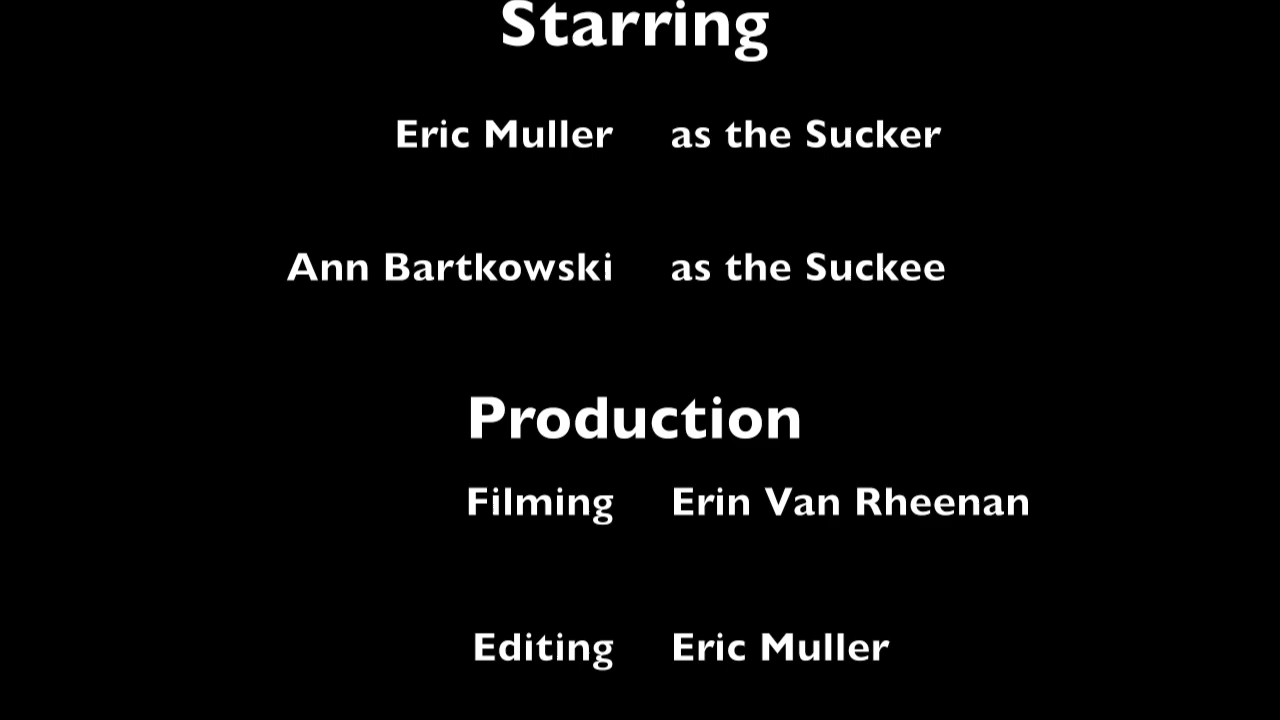 Starring
Eric Muller as the Sucker
Ann Bartkowski as the Suckee
Production
Filming Erin Van Rheenan
Editing Eric Muller